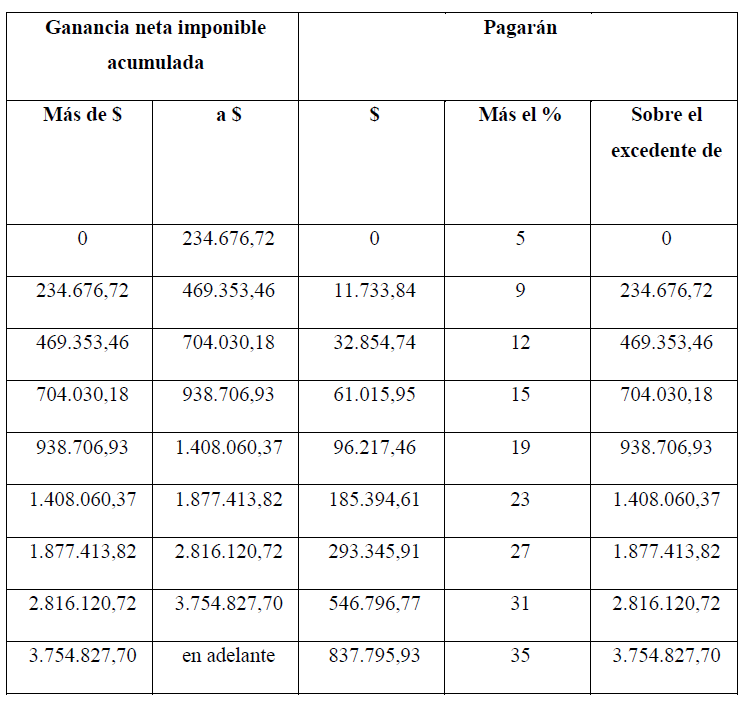 Ganancia neta imponible acumulada Pagarán
Más de $ a $ $ Más el % Sobre el excedente de
0 234.676,72 0 5 0
234.676,72 469.353,46 11.733,84 9 234.676,72
469.353,46 704.030,18 32.854,74 12 469.353,46
704.030,18 938.706,93 61.015,95 15 704.030,18
938.706,93 1.408.060,37 96.217,46 19 938.706,93
1.408.060,37 1.877.413,82 185.394,61 23 1.408.060,37
1.877.413,82 2.816.120,72 293.345,91 27 1.877.413,82
2.816.120,72 3.754.827,70 546.796,77 31 2.816.120,72
3.754.827,70 en adelante 837.795,93 35 3.754.827,70